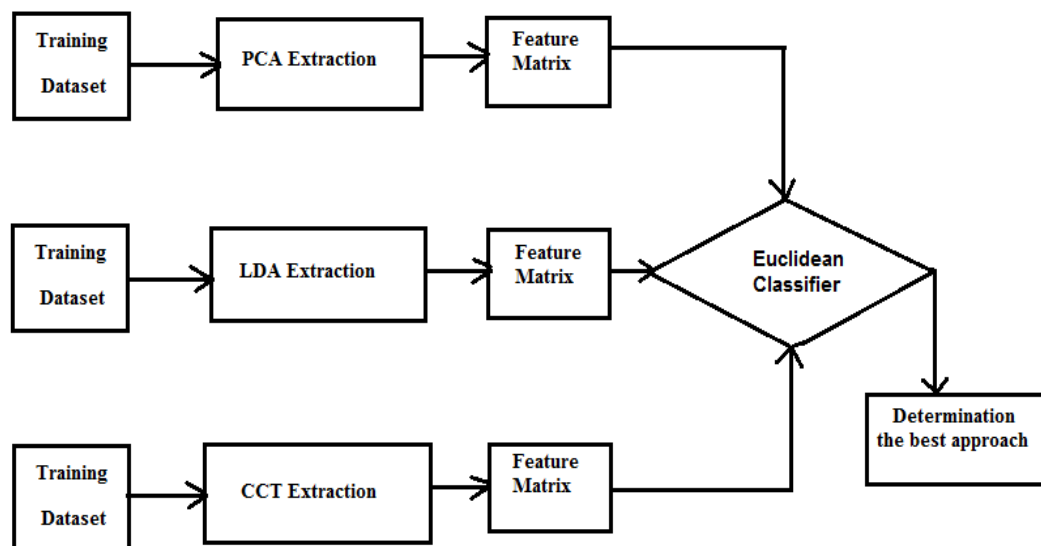 Training
Dataset
PCA Extraction
Feature
Matrix
Training
Dataset
LDA Extraction
Feature
Matrix
Euclidean
Classifier
Training
Dataset
CCT Extraction
Feature
Matrix
Determination
the best approach